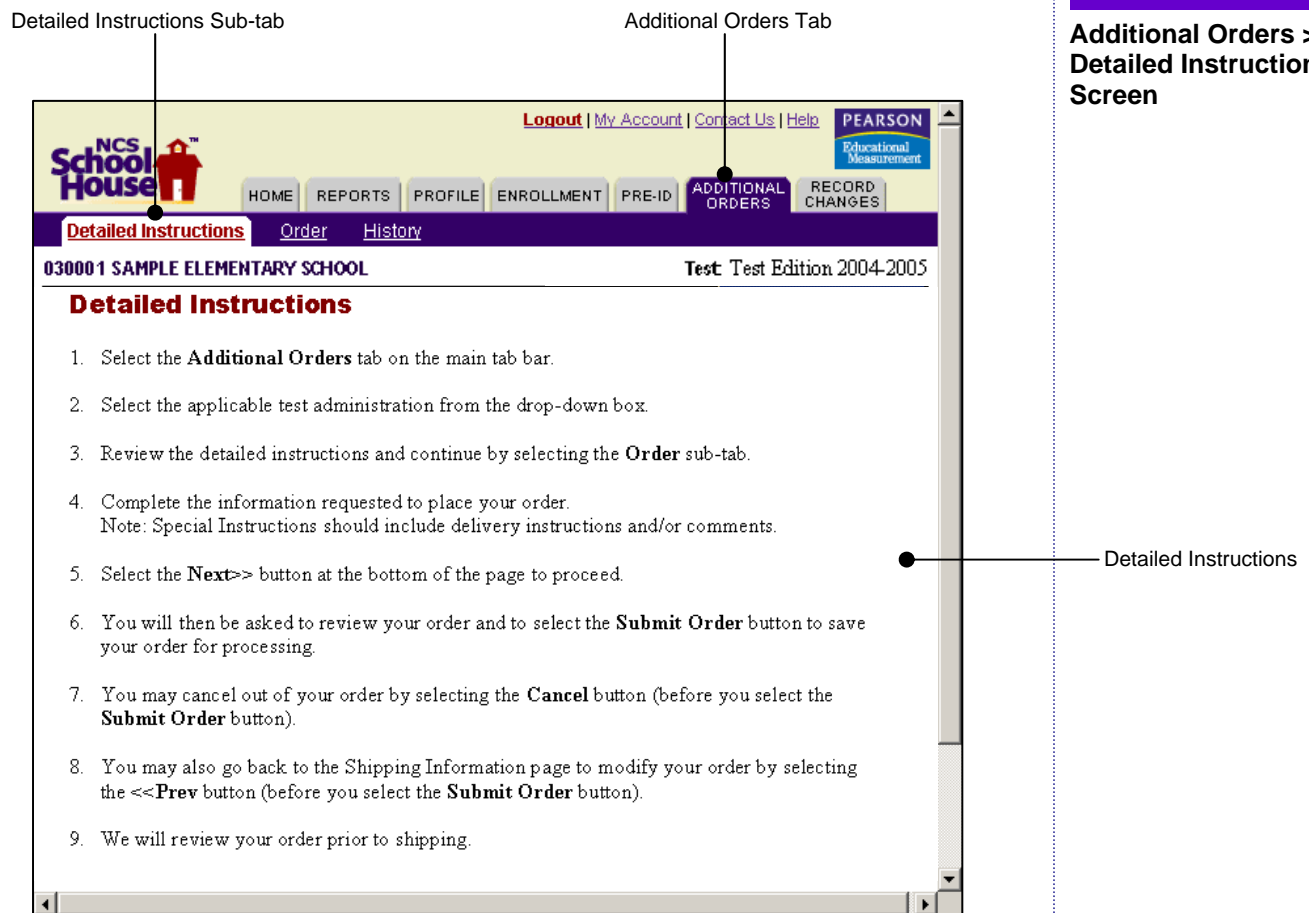 Detailed Instructions Sub-tab
Additional Orders Tab
Additional Orders >
Detailed Instruction
Screen
Logout | My Account | Contact Us | Help
PEARSON
Educational
Measurement
NCS
School
House™
HOME
REPORTS
PROFILE
ENROLLMENT
PRE-ID
ADDITIONAL
ORDERS
RECORD
CHANGES
Detailed Instructions
Order
History
030001 SAMPLE ELEMENTARY SCHOOL
Test: Test Edition 2004-2005
Detailed Instructions
1. Select the Additional Orders tab on the main tab bar.
2. Select the applicable test administration from the drop-down box.
3. Review the detailed instructions and continue by selecting the Order sub-tab.
4. Complete the information requested to place your order.
Note: Special Instructions should include delivery instructions and/or comments.
5. Select the Next>> button at the bottom of the page to proceed.
6. You will then be asked to review your order and to select the Submit Order button to save
your order for processing.
7. You may cancel out of your order by selecting the Cancel button (before you select the
Submit Order button).
8. You may also go back to the Shipping Information page to modify your order by selecting
the <<Prev button (before you select the Submit Order button).
9. We will review your order prior to shipping.
Detailed Instructions